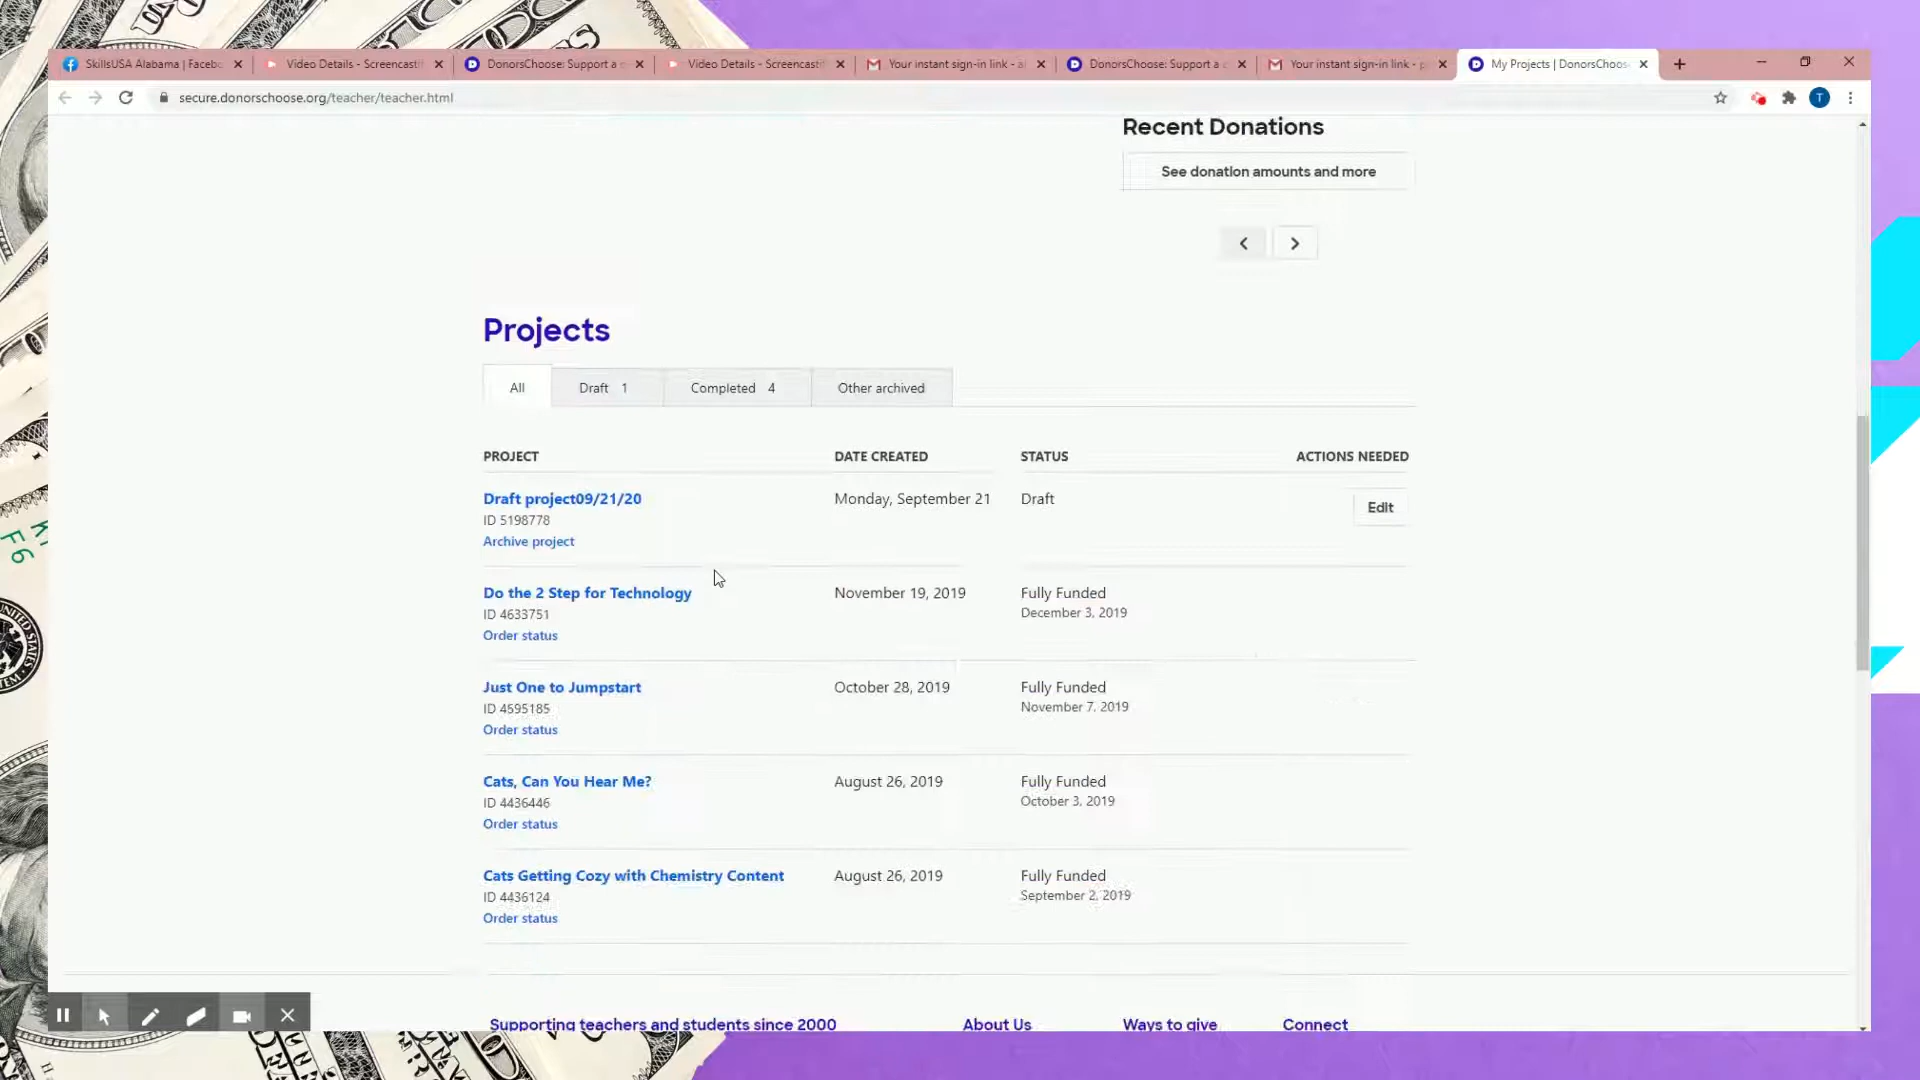 SkillsUSA Alabama | Facebo
Video Details - Screencastif
DonorsChoose: Support a c
Video Details - Screencastif
Your instant sign-in link - a
DonorsChoose: Support a c
Your instant sign-in link - p
My Projects | DonorsChoos
secure.donorschoose.org/teacher/teacher.html
T
Recent Donations
See donation amounts and more
Projects
All
Draft 1
Completed 4
Other archived
PROJECT DATE CREATED STATUS ACTIONS NEEDED
Draft project09/21/20 Monday, September 21 Draft Edit
ID 5198778
Archive project
Do the 2 Step for Technology November 19, 2019 Fully Funded
ID 4633751 December 3, 2019
Order status
Just One to Jumpstart October 28, 2019 Fully Funded
ID 4595185 November 7, 2019
Order status
Cats, Can You Hear Me? August 26, 2019 Fully Funded
ID 4436446 October 3, 2019
Order status
Cats Getting Cozy with Chemistry Content August 26, 2019 Fully Funded
ID 4436124 September 2, 2019
Order status
Supporting teachers and students since 2000 About Us Ways to give Connect
F6